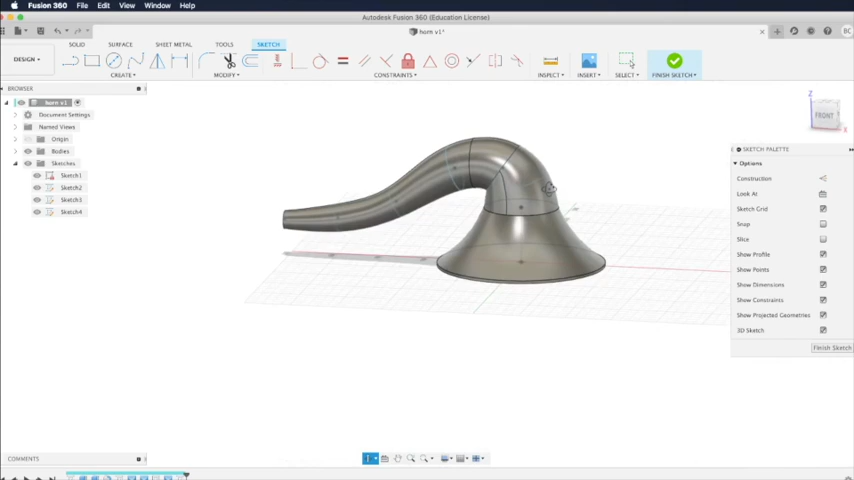 Fusion 360 File Edit View Window Help
Autodesk Fusion 360 (Education License)
horn v1*
BC
SOLID SURFACE SHEET METAL TOOLS SKETCH
DESIGN
CREATE MODIFY CONSTRAINTS INSPECT INSERT SELECT FINISH SKETCH
BROWSER
horn v1
Document Settings
Named Views
Origin
Bodies
Sketches
Sketch1
Sketch2
Sketch3
Sketch4
Z
FRONT
X
SKETCH PALETTE
Options
Construction
Look At
Sketch Grid
Snap
Slice
Show Profile
Show Points
Show Dimensions
Show Constraints
Show Projected Geometries
3D Sketch
Finish Sketch
COMMENTS